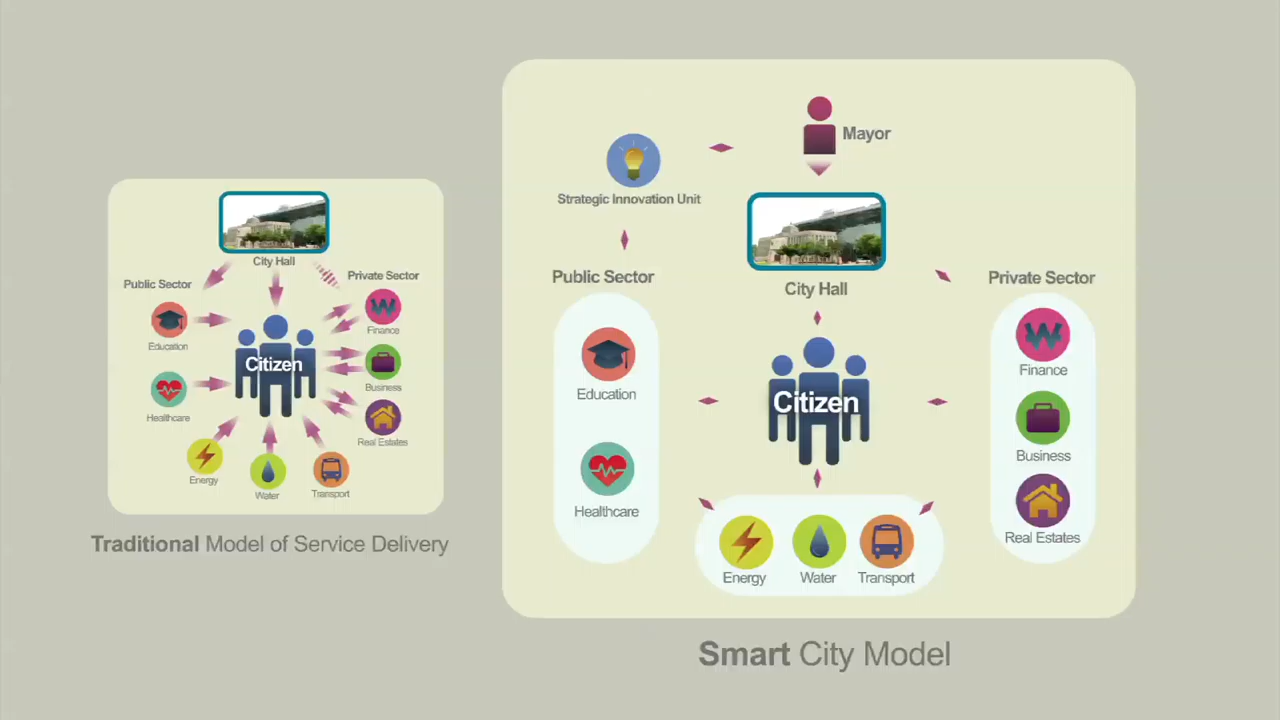 City Hall
Public Sector
Private Sector
Education
Finance
Citizen
Business
Healthcare
Real Estates
Energy
Water
Transport
Traditional Model of Service Delivery
Mayor
Strategic Innovation Unit
Public Sector
City Hall
Private Sector
Education
Finance
Citizen
Business
Healthcare
Real Estates
Energy
Water
Transport
Smart City Model